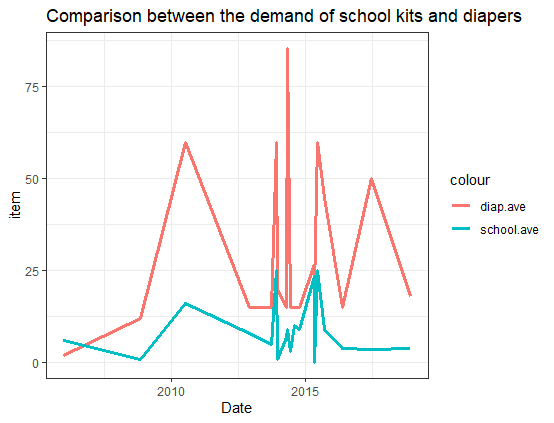 Comparison between the demand of school kits and diapers
75
50
25
0
item
2010
2015
Date
colour
diap.ave
school.ave